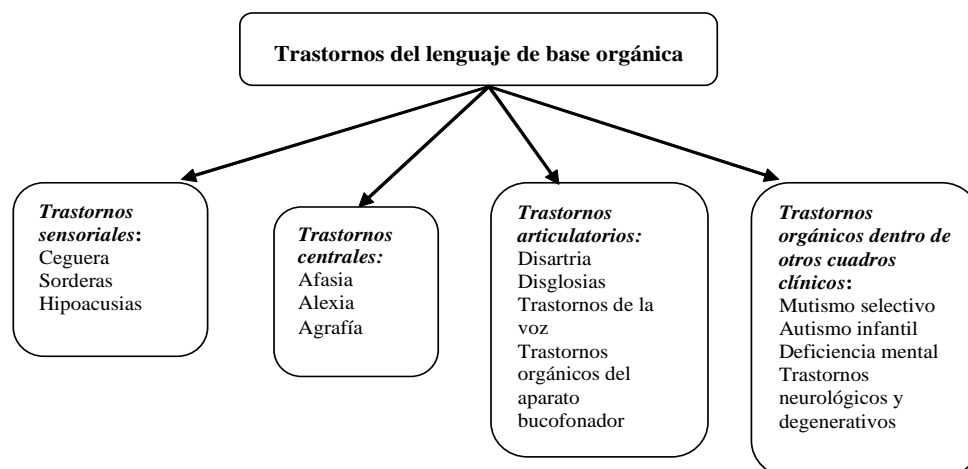 Trastornos del lenguaje de base orgánica
Trastornos
sensoriales:
Ceguera
Sorderas
Hipoacusias
Trastornos
centrales:
Afasia
Alexia
Agrafía
Trastornos
articulatorios:
Disartria
Disglosias
Trastornos de la
voz
Trastornos
orgánicos del
aparato
bucofonador
Trastornos
orgánicos dentro de
otros cuadros
clínicos:
Mutismo selectivo
Autismo infantil
Deficiencia mental
Trastornos
neurológicos y
degenerativos